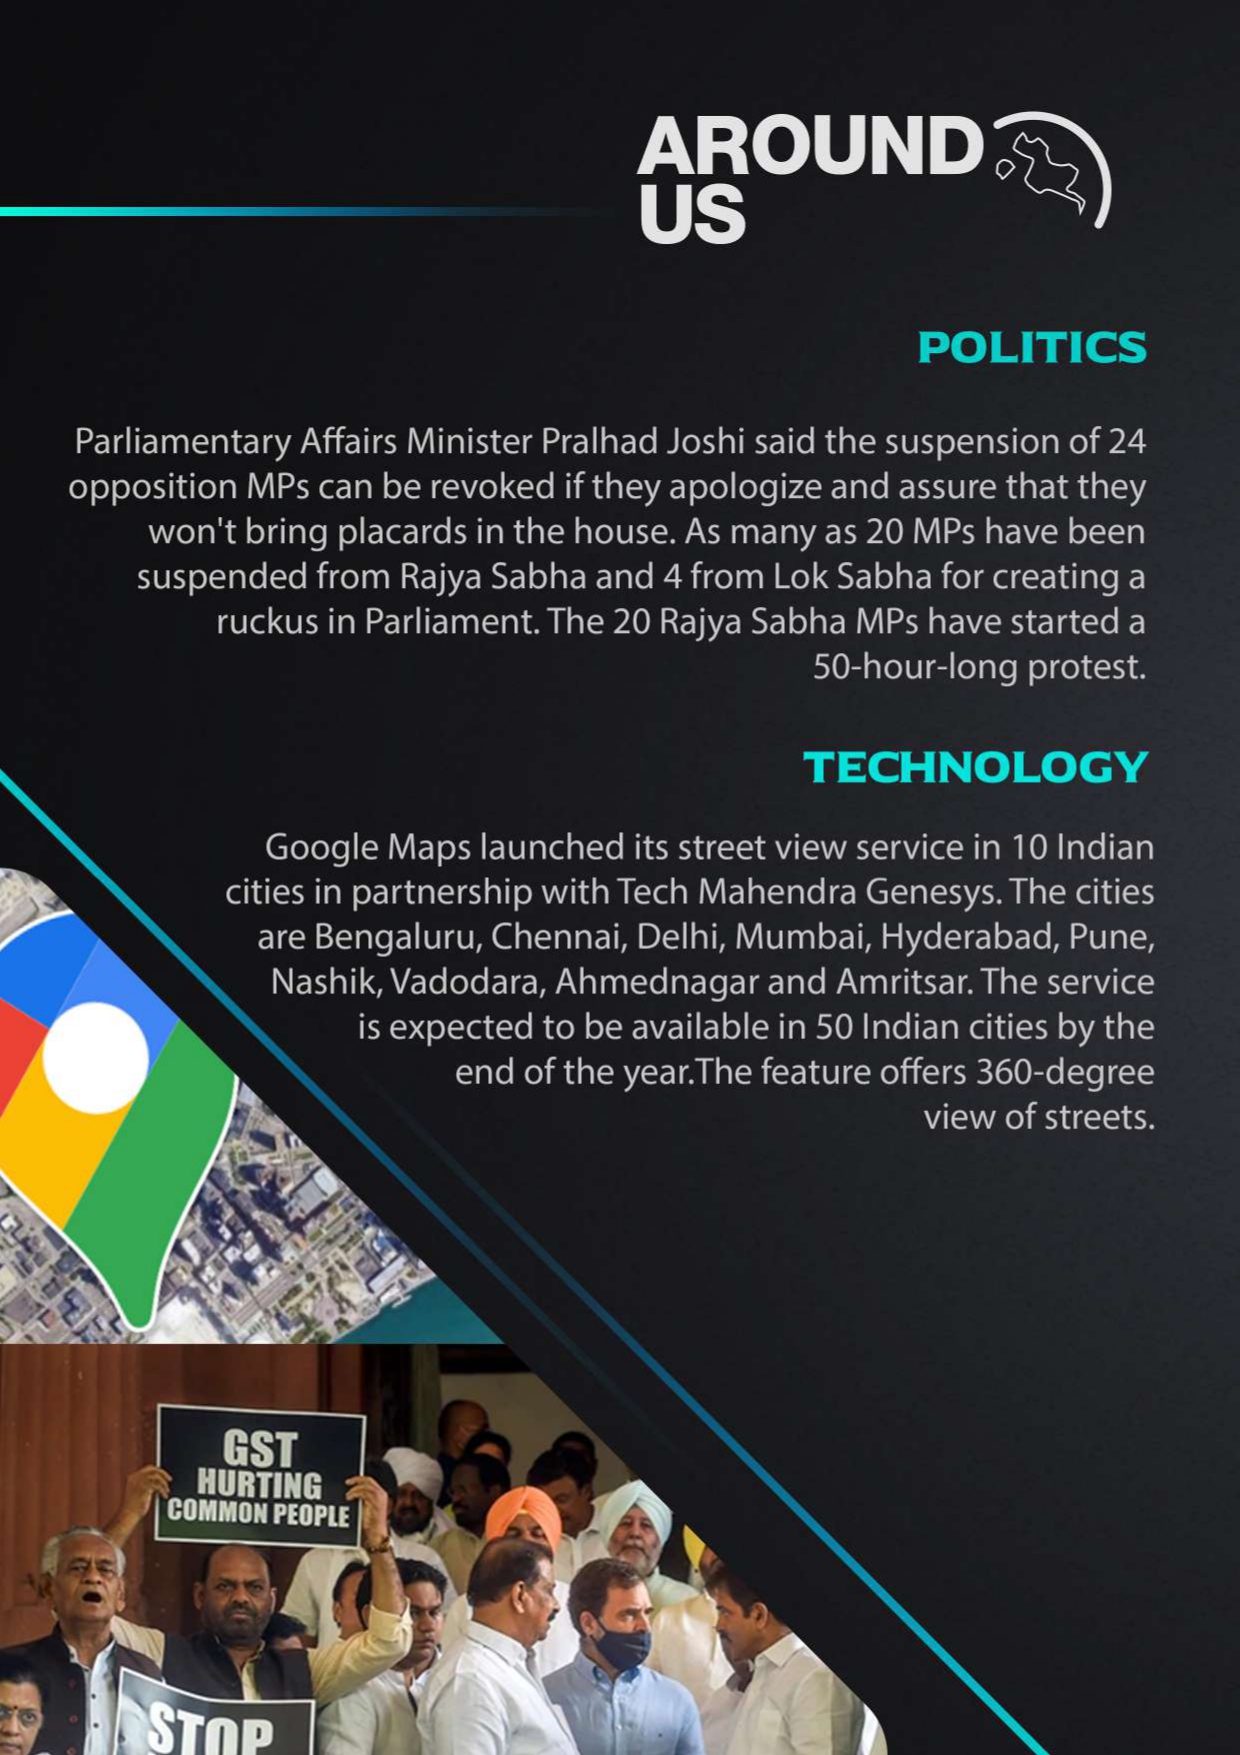 AROUND
US
POLITICS
Parliamentary Affairs Minister Pralhad Joshi said the suspension of 24
opposition MPs can be revoked if they apologize and assure that they
won't bring placards in the house. As many as 20 MPs have been
suspended from Rajya Sabha and 4 from Lok Sabha for creating a
ruckus in Parliament. The 20 Rajya Sabha MPs have started a
50-hour-long protest.
TECHNOLOGY
Google Maps launched its street view service in 10 Indian
cities in partnership with Tech Mahendra Genesys. The cities
are Bengaluru, Chennai, Delhi, Mumbai, Hyderabad, Pune,
Nashik, Vadodara, Ahmednagar and Amritsar. The service
is expected to be available in 50 Indian cities by the
end of the year.The feature offers 360-degree
view of streets.
GST
HURTING
COMMON PEOPLE
STOP